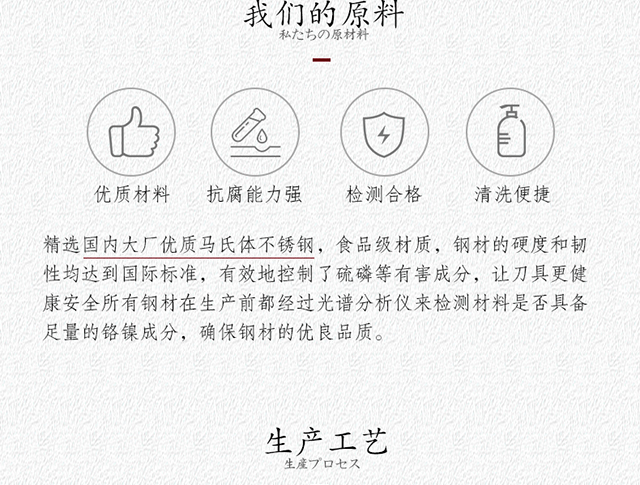 我们的原料
私たちの原材料
优质材料
抗腐能力强
检测合格
清洗便捷
精选国内大厂优质马氏体不锈钢，食品级材质，钢材的硬度和韧
性均达到国际标准，有效地控制了硫磷等有害成分，让刀具更健
康安全所有钢材在生产前都经过光谱分析仪来检测材料是否具备
足量的铬镍成分，确保钢材的优良品质。
生产工艺
生産プロセス